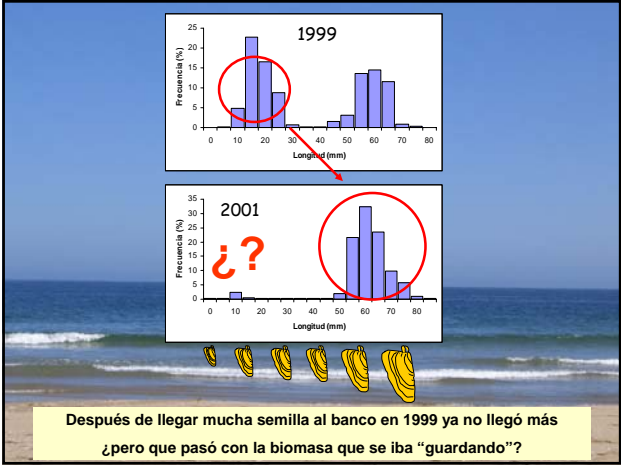 1999
25
20
15
10
5
0
Frecuencia (%)
0 10 20 30 40 50 60 70 80
Longitud (mm)
2001
¿?
35
30
25
20
15
10
5
0
Frecuencia (%)
0 10 20 30 40 50 60 70 80
Longitud (mm)
Después de llegar mucha semilla al banco en 1999 ya no llegó más
¿pero que pasó con la biomasa que se iba “guardando”?